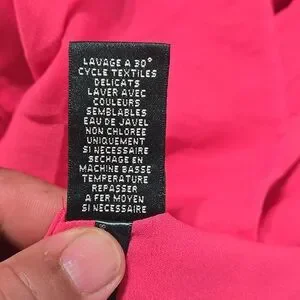 LAVAGE A 30°
CYCLE TEXTILES
DELICATS
LAVER AVEC
COULEURS
SEMBLABLES
EAU DE JAVEL
NON CHLOREE
UNIQUEMENT
SI NECESSAIRE
SECHAGE EN
MACHINE BASSE
TEMPERATURE
REPASSER
A FER MOYEN
SI NECESSAIRE